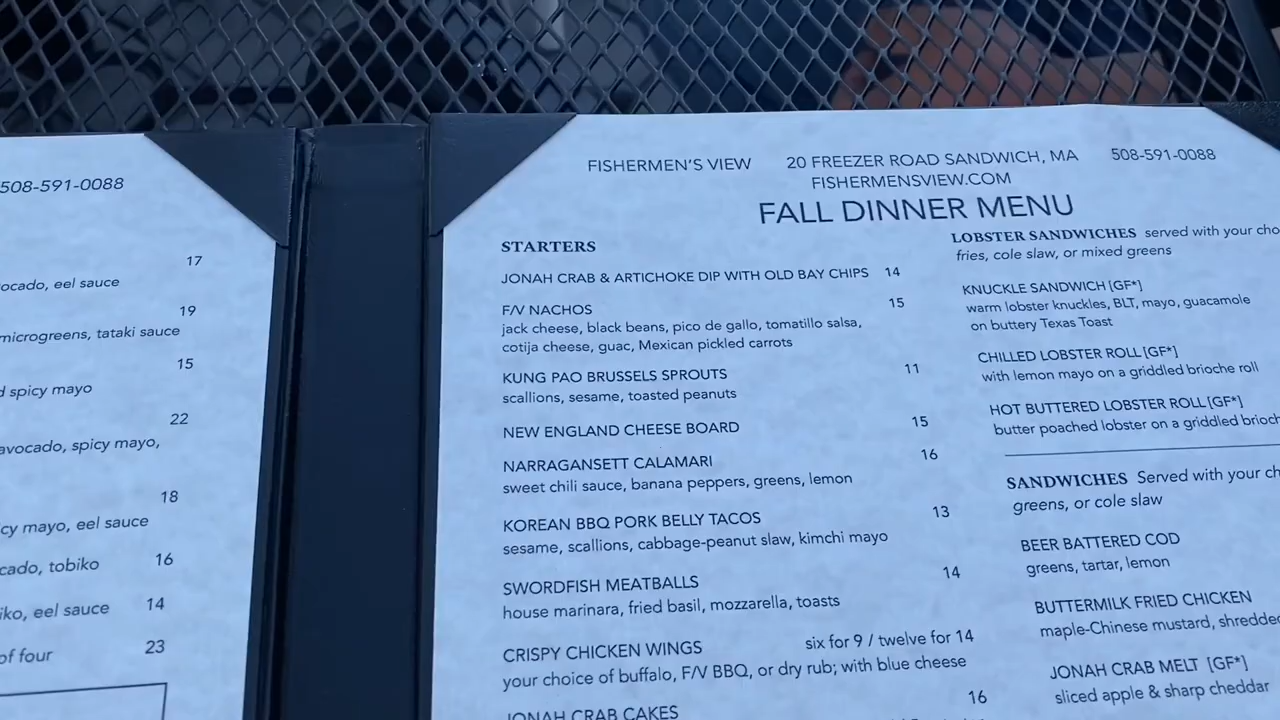 508-591-0088
17
ocado, eel sauce
19
microgreens, tataki sauce
15
d spicy mayo
22
avocado, spicy mayo,
18
cy mayo, eel sauce
cado, tobiko 16
iko, eel sauce 14
of four 23
FISHERMEN'S VIEW 20 FREEZER ROAD SANDWICH, MA 508-591-0088
FISHERMENSVIEW.COM
FALL DINNER MENU
STARTERS
JONAH CRAB & ARTICHOKE DIP WITH OLD BAY CHIPS 14
F/V NACHOS 15
jack cheese, black beans, pico de gallo, tomatillo salsa,
cotija cheese, guac, Mexican pickled carrots
KUNG PAO BRUSSELS SPROUTS 11
scallions, sesame, toasted peanuts
NEW ENGLAND CHEESE BOARD 15
NARRAGANSETT CALAMARI 16
sweet chili sauce, banana peppers, greens, lemon
KOREAN BBQ PORK BELLY TACOS 13
sesame, scallions, cabbage-peanut slaw, kimchi mayo
SWORDFISH MEATBALLS 14
house marinara, fried basil, mozzarella, toasts
CRISPY CHICKEN WINGS six for 9 / twelve for 14
your choice of buffalo, F/V BBQ, or dry rub; with blue cheese
JONAH CRAB CAKES 16
LOBSTER SANDWICHES served with your cho
fries, cole slaw, or mixed greens
KNUCKLE SANDWICH [GF*]
warm lobster knuckles, BLT, mayo, guacamole
on buttery Texas Toast
CHILLED LOBSTER ROLL [GF*]
with lemon mayo on a griddled brioche roll
HOT BUTTERED LOBSTER ROLL [GF*]
butter poached lobster on a griddled brioch
SANDWICHES Served with your ch
greens, or cole slaw
BEER BATTERED COD
greens, tartar, lemon
BUTTERMILK FRIED CHICKEN
maple-Chinese mustard, shredded
JONAH CRAB MELT [GF*]
sliced apple & sharp cheddar